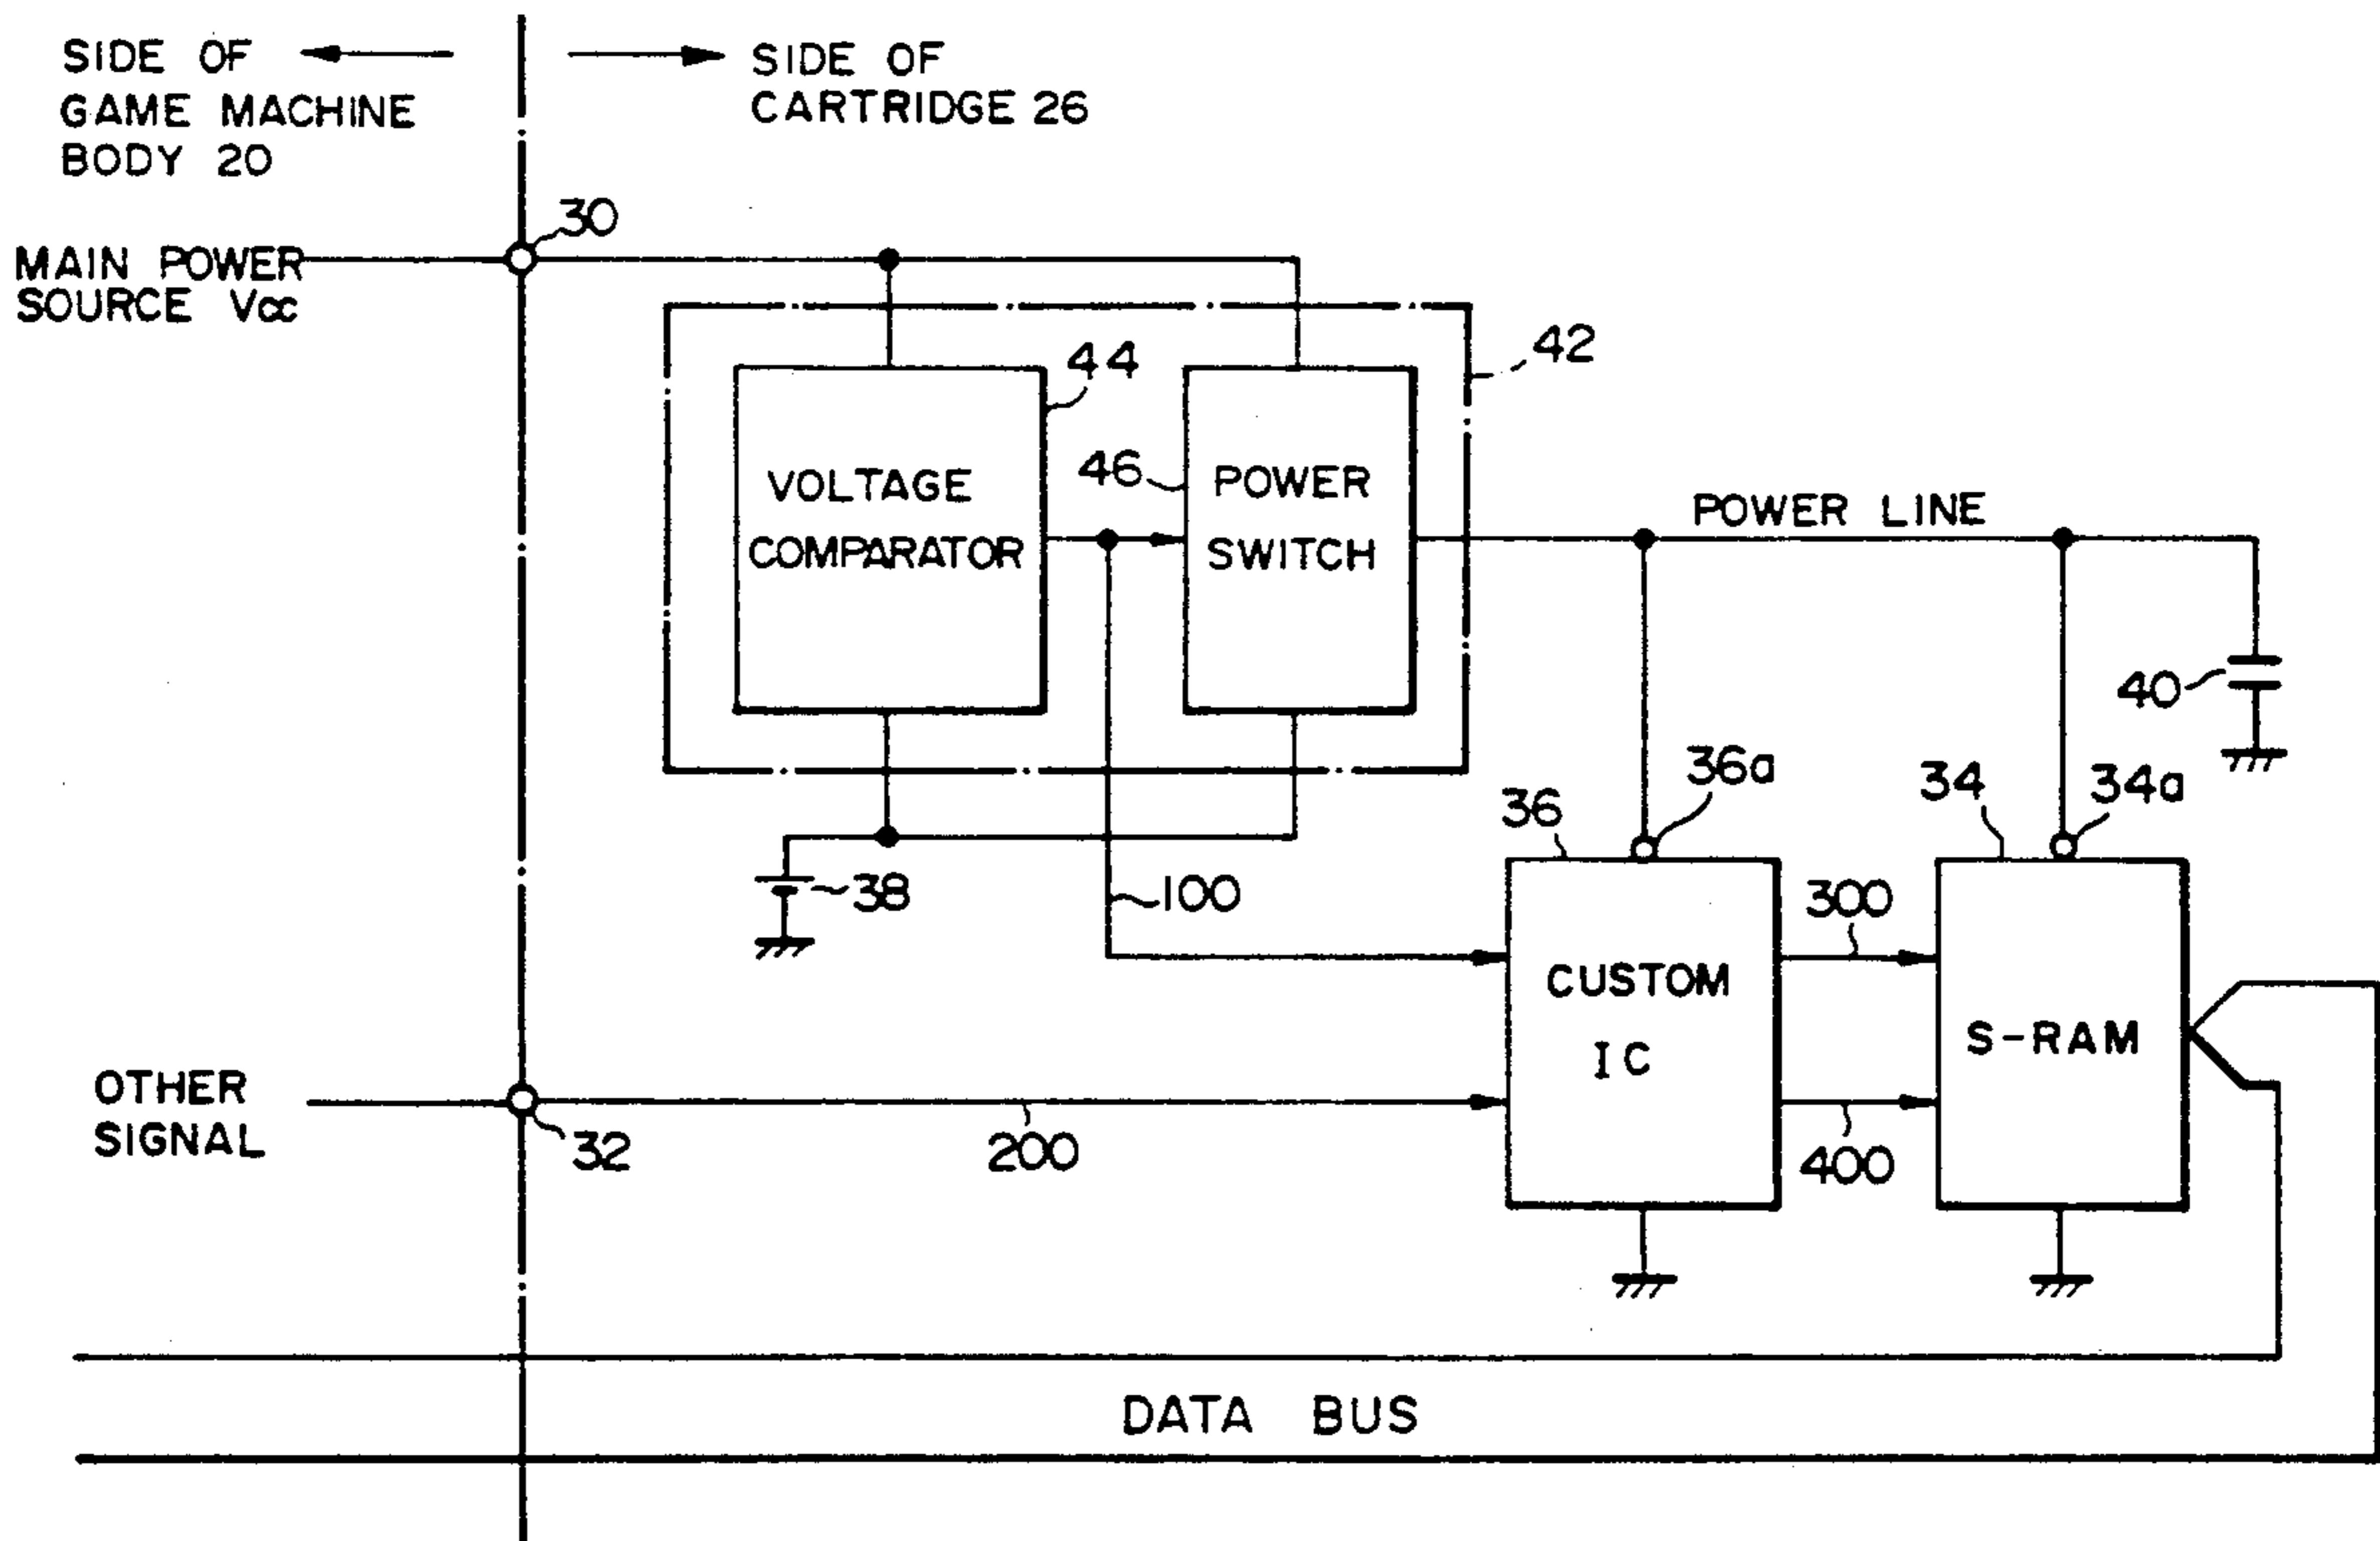 SIDE OF
GAME MACHINE
BODY 20
SIDE OF
CARTRIDGE 26
30
MAIN POWER
SOURCE Vcc
42
44
VOLTAGE
COMPARATOR
46
POWER
SWITCH
POWER LINE
40
38
100
36
36a
34
34a
300
CUSTOM
IC
S-RAM
OTHER
SIGNAL
32
200
400
DATA BUS